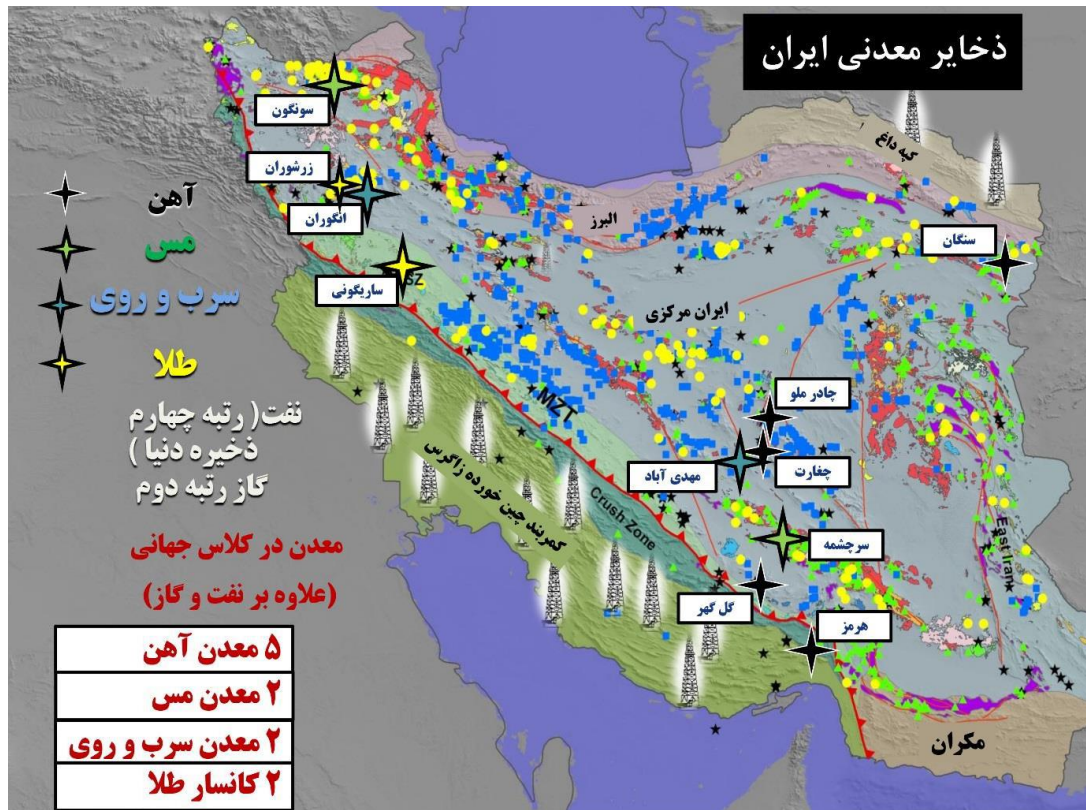 ذخایر معدنی ایران
سونگون
زرشوران
انگوران
ساریگونی
SZ
کپه داغ
البرز
سنگان
ایران مرکزی
چادر ملو
چغارت
مهدی آباد
سرچشمه
گل گهر
هرمز
MZT
Crush Zone
کمربند چین خورده زاگرس
East Iran
مکران
آهن
مس
سرب و روی
طلا
نفت( رتبه چهارم
ذخیره دنیا )
گاز رتبه دوم
معدن در کلاس جهانی
(علاوه بر نفت و گاز)
۵ معدن آهن
۲ معدن مس
۲ معدن سرب و روی
۲ کانسار طلا